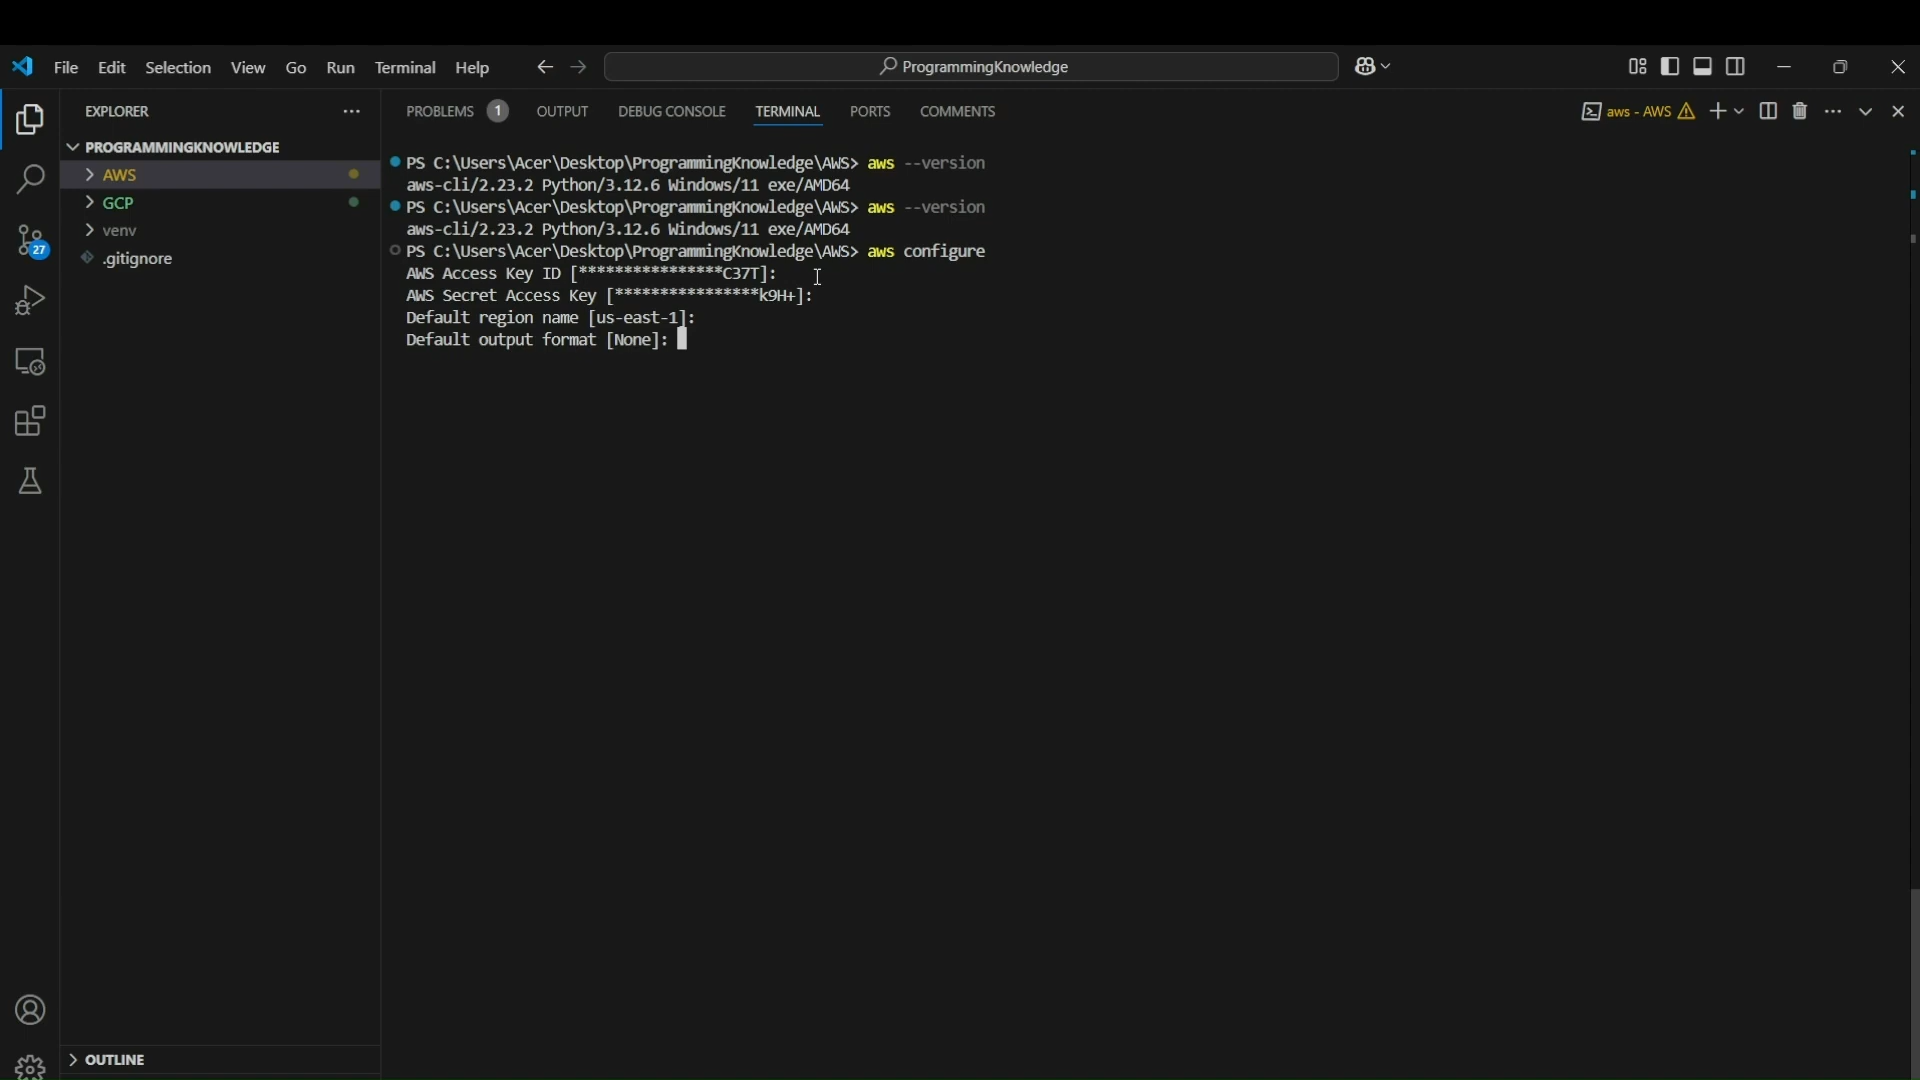 File Edit Selection View Go Run Terminal Help ProgrammingKnowledge
EXPLORER
PROGRAMMINGKNOWLEDGE
AWS
GCP
venv
.gitignore
27
OUTLINE
PROBLEMS 1 OUTPUT DEBUG CONSOLE TERMINAL PORTS COMMENTS aws - AWS
PS C:\Users\Acer\Desktop\ProgrammingKnowledge\AWS> aws --version
aws-cli/2.23.2 Python/3.12.6 Windows/11 exe/AMD64
PS C:\Users\Acer\Desktop\ProgrammingKnowledge\AWS> aws --version
aws-cli/2.23.2 Python/3.12.6 Windows/11 exe/AMD64
PS C:\Users\Acer\Desktop\ProgrammingKnowledge\AWS> aws configure
AWS Access Key ID [****************C37T]:
AWS Secret Access Key [****************k9H+]:
Default region name [us-east-1]:
Default output format [None]: